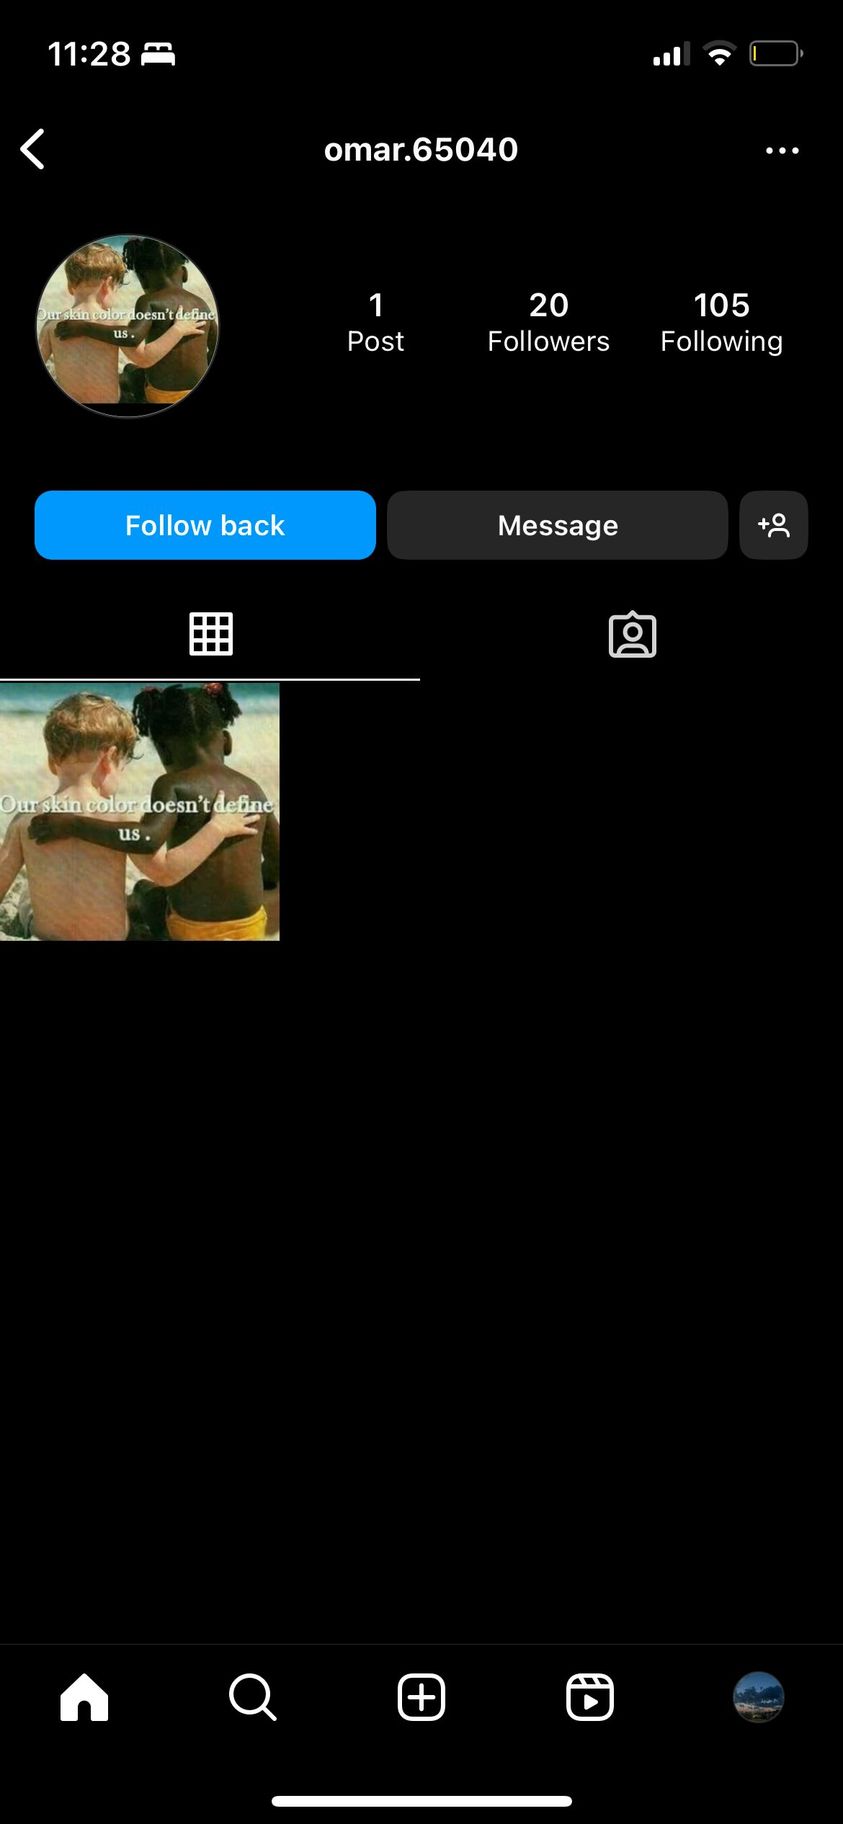 11:28
omar.65040
Our skin color doesn't define
us .
1
Post
20
Followers
105
Following
Follow back
Message
Our skin color doesn't define
us .